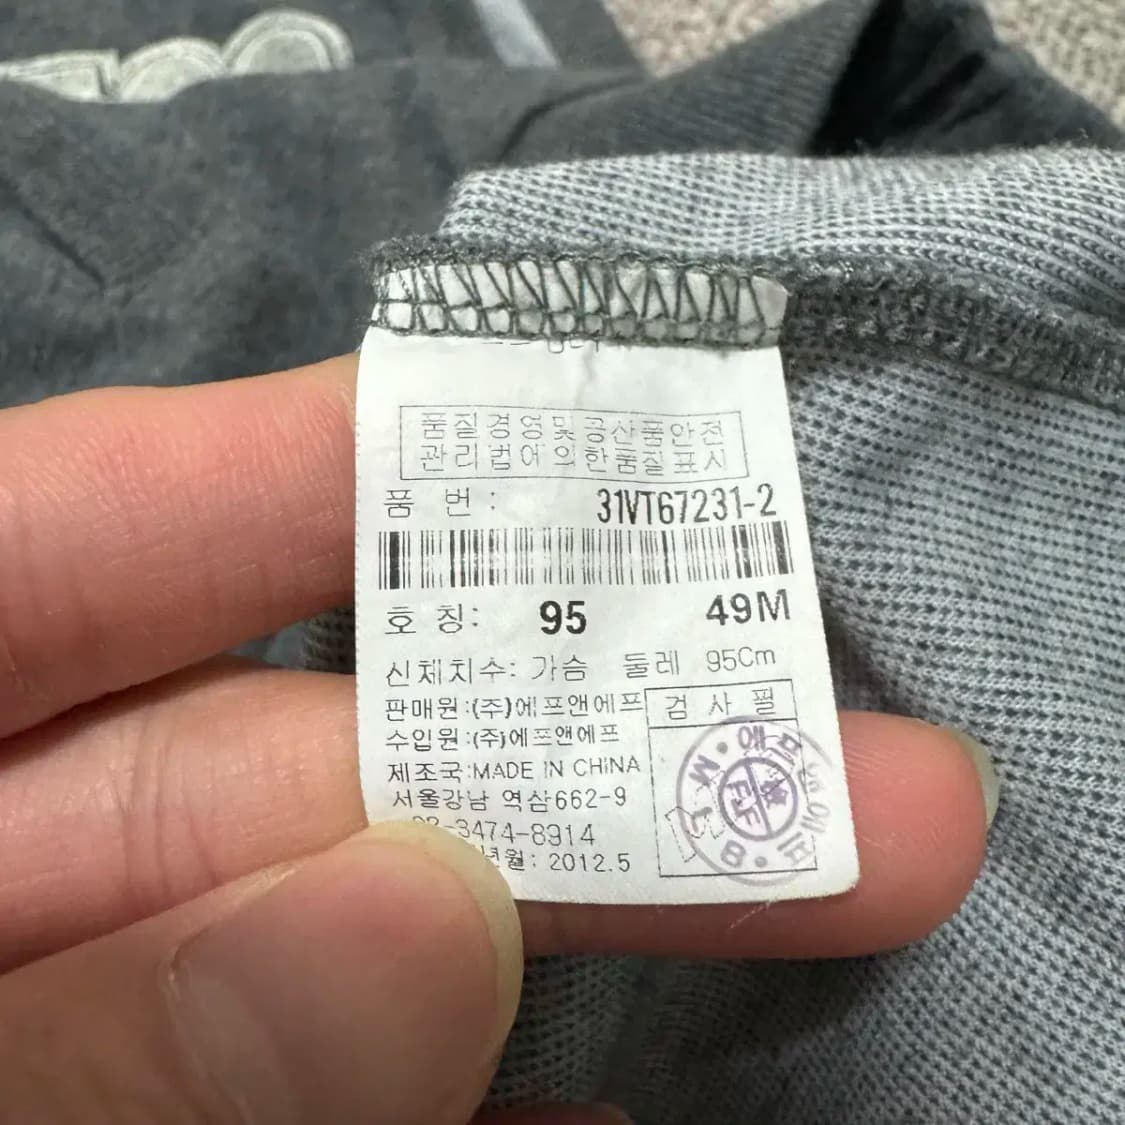 품질경영및공산품안전
관리법에의한품질표시
품 번 : 31VT67231-2
호 칭: 95 49M
신체치수: 가슴 둘레 95Cm
판매원:(주)에프앤에프
수입원:(주)에프앤에프
검 사 필
제조국:MADE IN CHINA
서울강남 역삼662-9
-3474-8914
년월: 2012.5
MLB
F&F